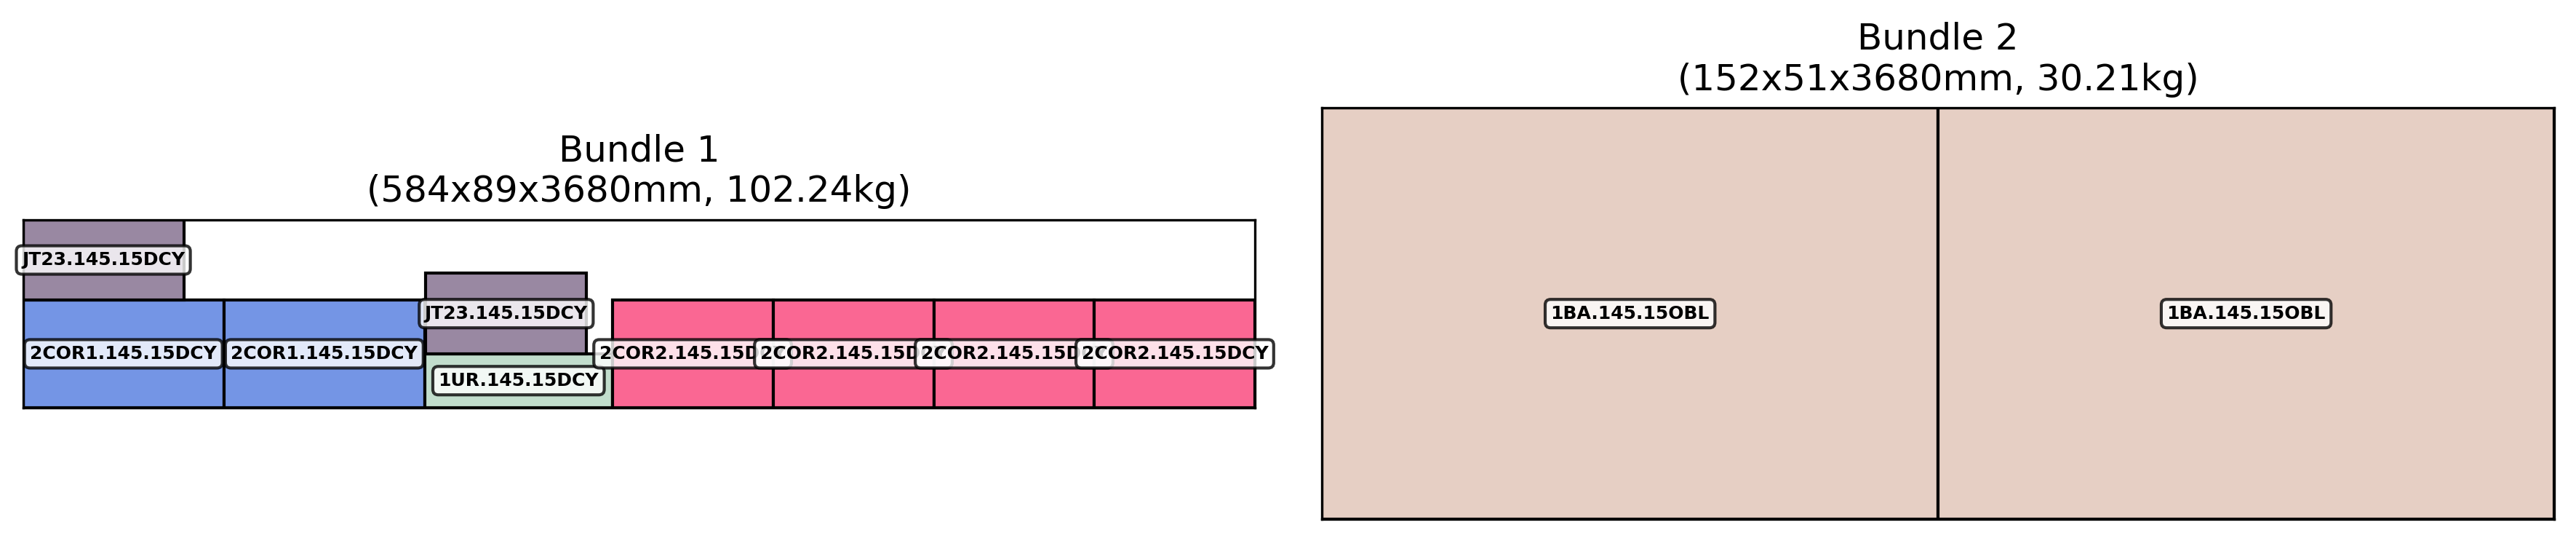 Bundle 1
(584x89x3680mm, 102.24kg)
JT23.145.15DCY
JT23.145.15DCY
2COR1.145.15DCY
2COR1.145.15DCY
1UR.145.15DCY
2COR2.145.15D
2COR2.145.15D
2COR2.145.15D
2COR2.145.15DCY
Bundle 2
(152x51x3680mm, 30.21kg)
1BA.145.15OBL
1BA.145.15OBL